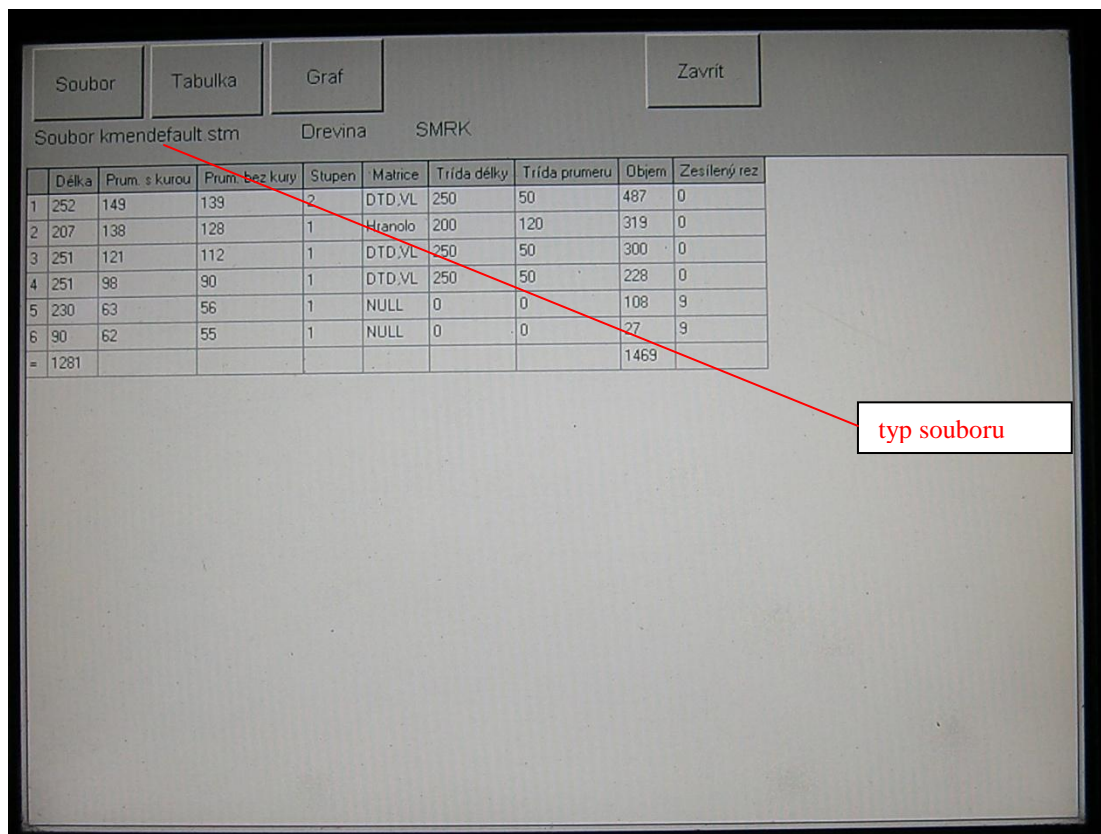 Soubor Tabulka Graf Zavrít
Soubor kmendefault.stm Drevina SMRK
Délka Prum. s kurou Prum. bez kury Stupen Matrice Trída délky Trída prumeru Objem Zesilený rez
1 252 149 139 2 DTD,VL 250 50 487 0
2 207 138 128 1 Hranolo 200 120 319 0
3 251 121 112 1 DTD,VL 250 50 300 0
4 251 98 90 1 DTD,VL 250 50 228 0
5 230 63 56 1 NULL 0 0 108 9
6 90 62 55 1 NULL 0 0 27 9
= 1281 1469
typ souboru